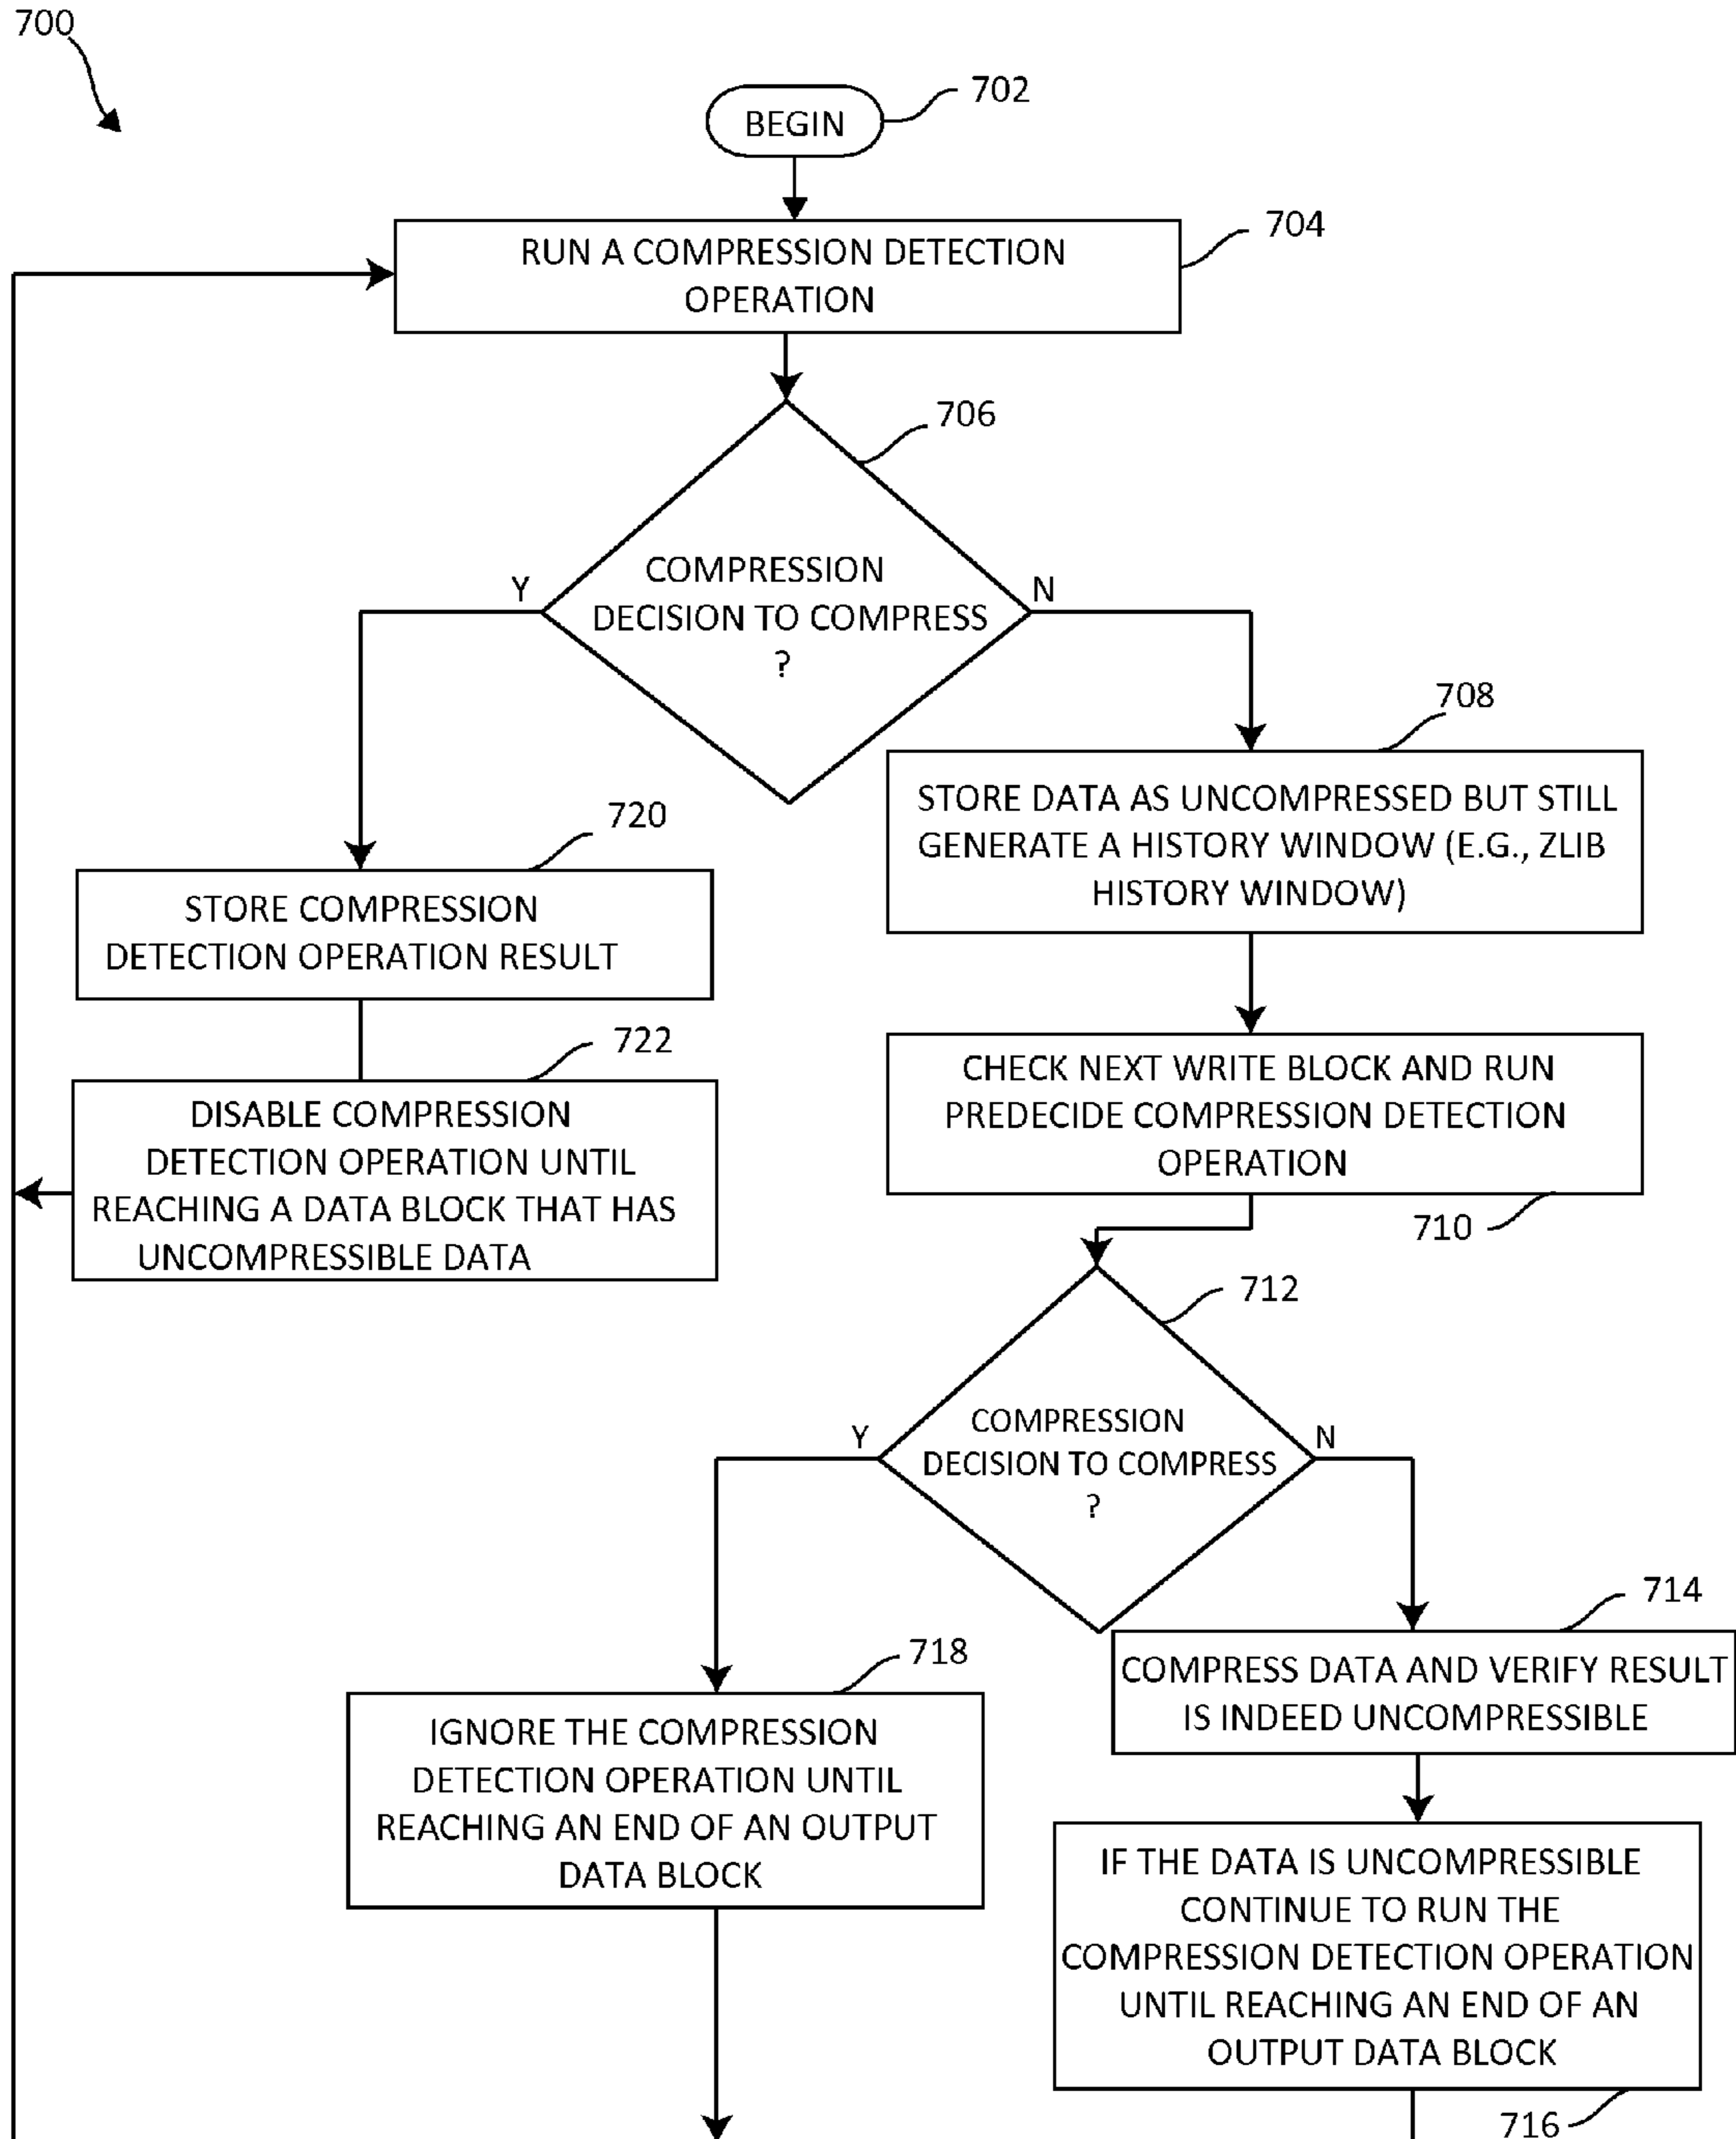 700
702
BEGIN
704
RUN A COMPRESSION DETECTION
OPERATION
706
COMPRESSION
DECISION TO COMPRESS
?
Y
N
708
STORE DATA AS UNCOMPRESSED BUT STILL
GENERATE A HISTORY WINDOW (E.G., ZLIB
HISTORY WINDOW)
720
STORE COMPRESSION
DETECTION OPERATION RESULT
722
DISABLE COMPRESSION
DETECTION OPERATION UNTIL
REACHING A DATA BLOCK THAT HAS
UNCOMPRESSIBLE DATA
CHECK NEXT WRITE BLOCK AND RUN
PREDECIDE COMPRESSION DETECTION
OPERATION
710
712
COMPRESSION
DECISION TO COMPRESS
?
Y
N
714
COMPRESS DATA AND VERIFY RESULT
IS INDEED UNCOMPRESSIBLE
718
IGNORE THE COMPRESSION
DETECTION OPERATION UNTIL
REACHING AN END OF AN OUTPUT
DATA BLOCK
IF THE DATA IS UNCOMPRESSIBLE
CONTINUE TO RUN THE
COMPRESSION DETECTION OPERATION
UNTIL REACHING AN END OF AN
OUTPUT DATA BLOCK
716